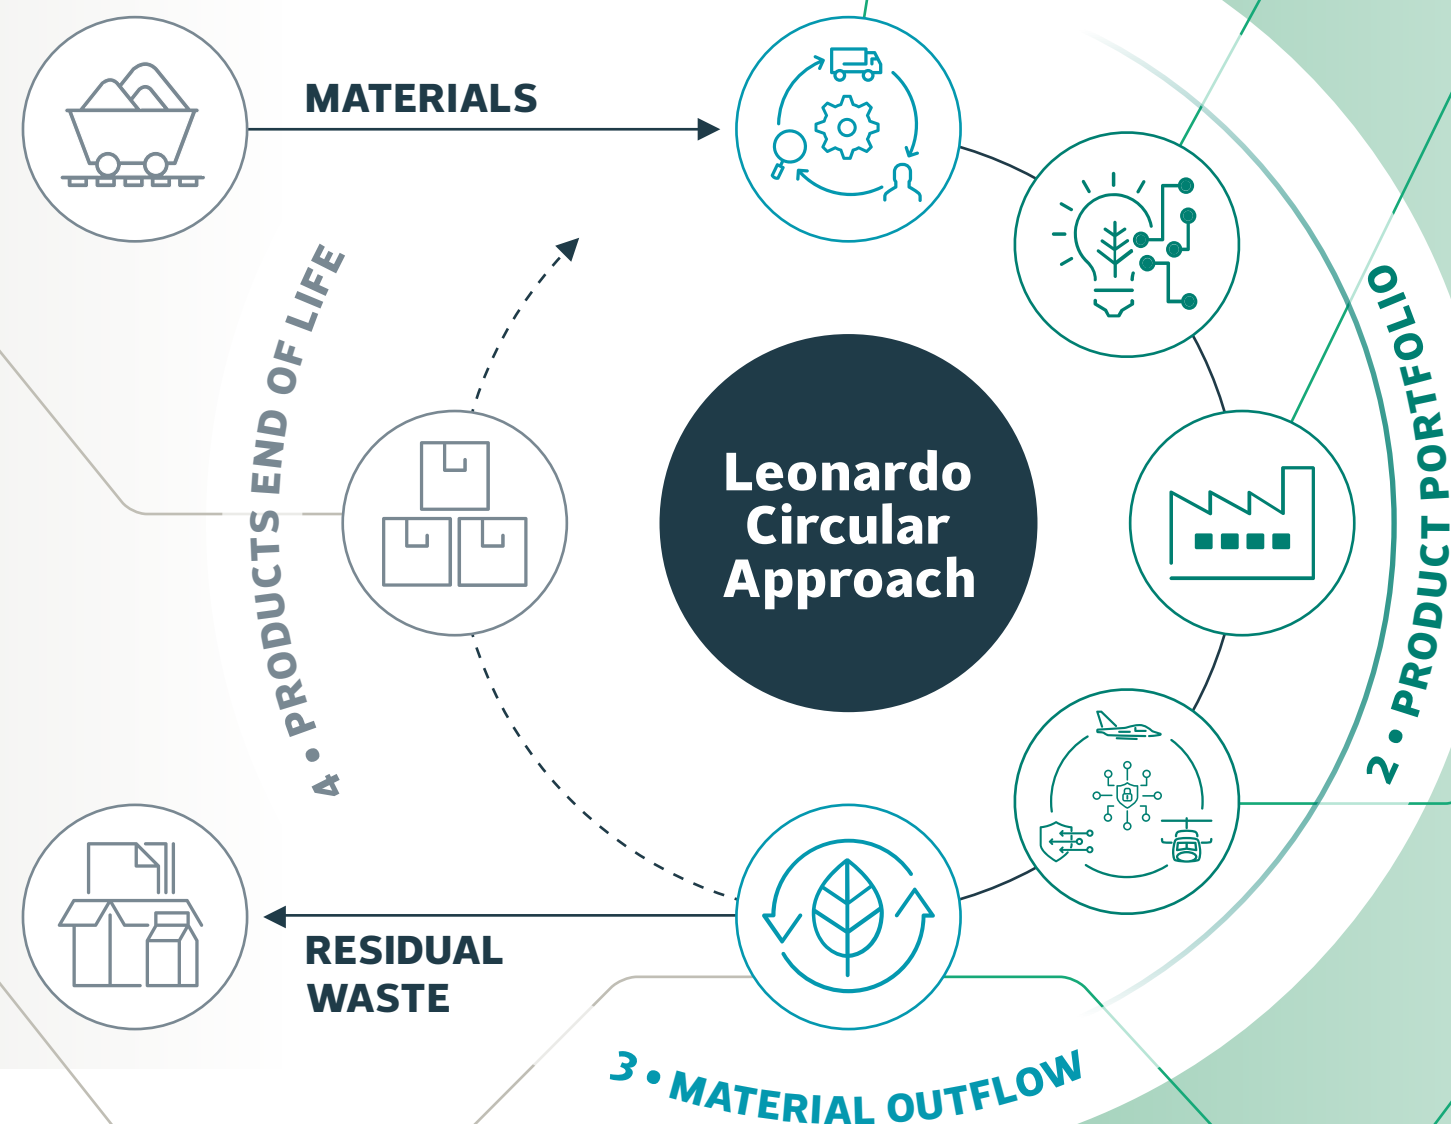 MATERIALS
Leonardo
Circular
Approach
2 • PRODUCT PORTFOLIO
3 • MATERIAL OUTFLOW
4 • PRODUCTS END OF LIFE
RESIDUAL
WASTE